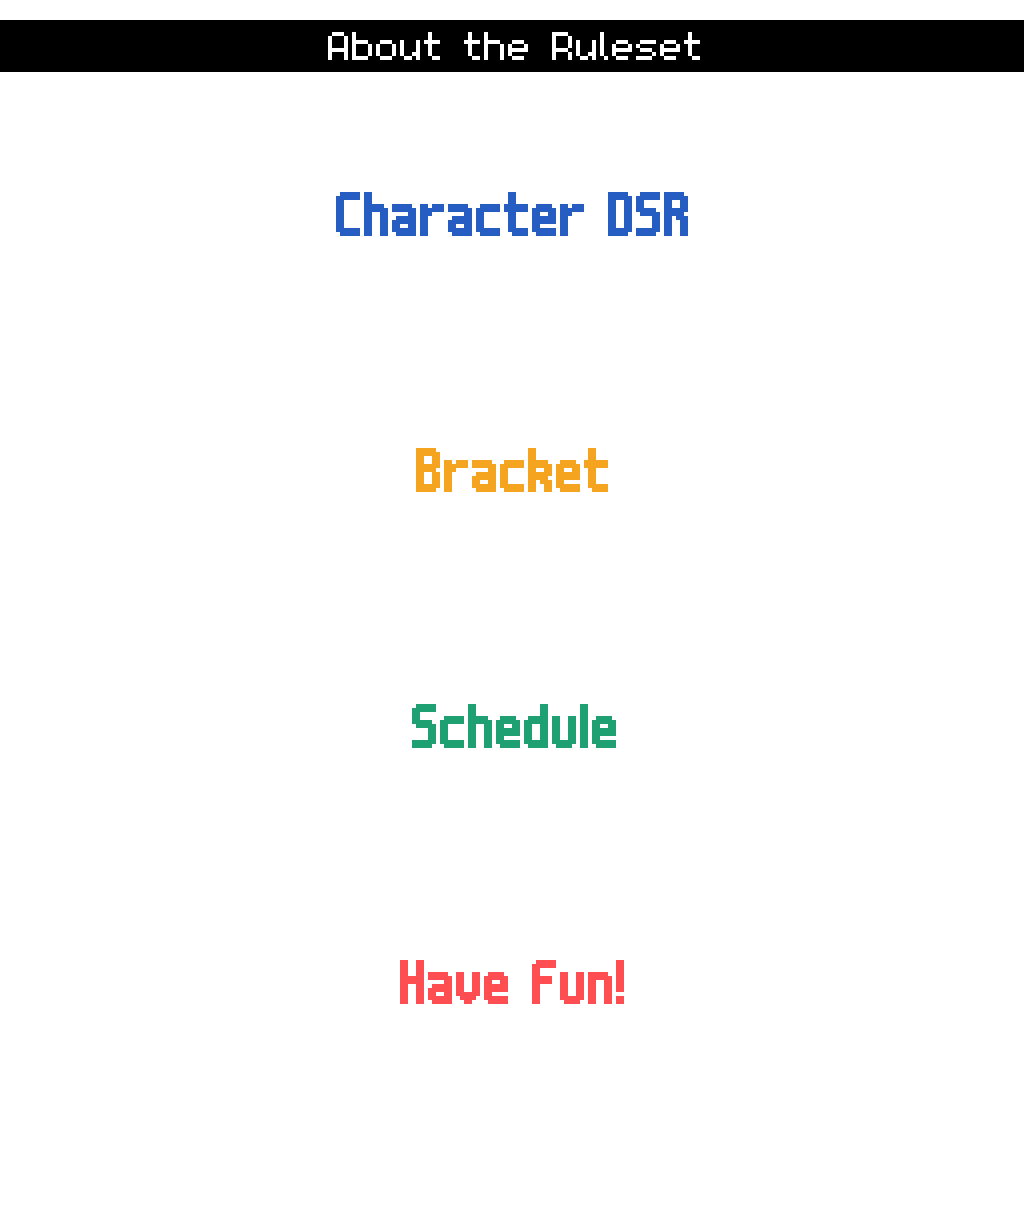 About the Ruleset
Character DSR
Bracket
Schedule
Have Fun!